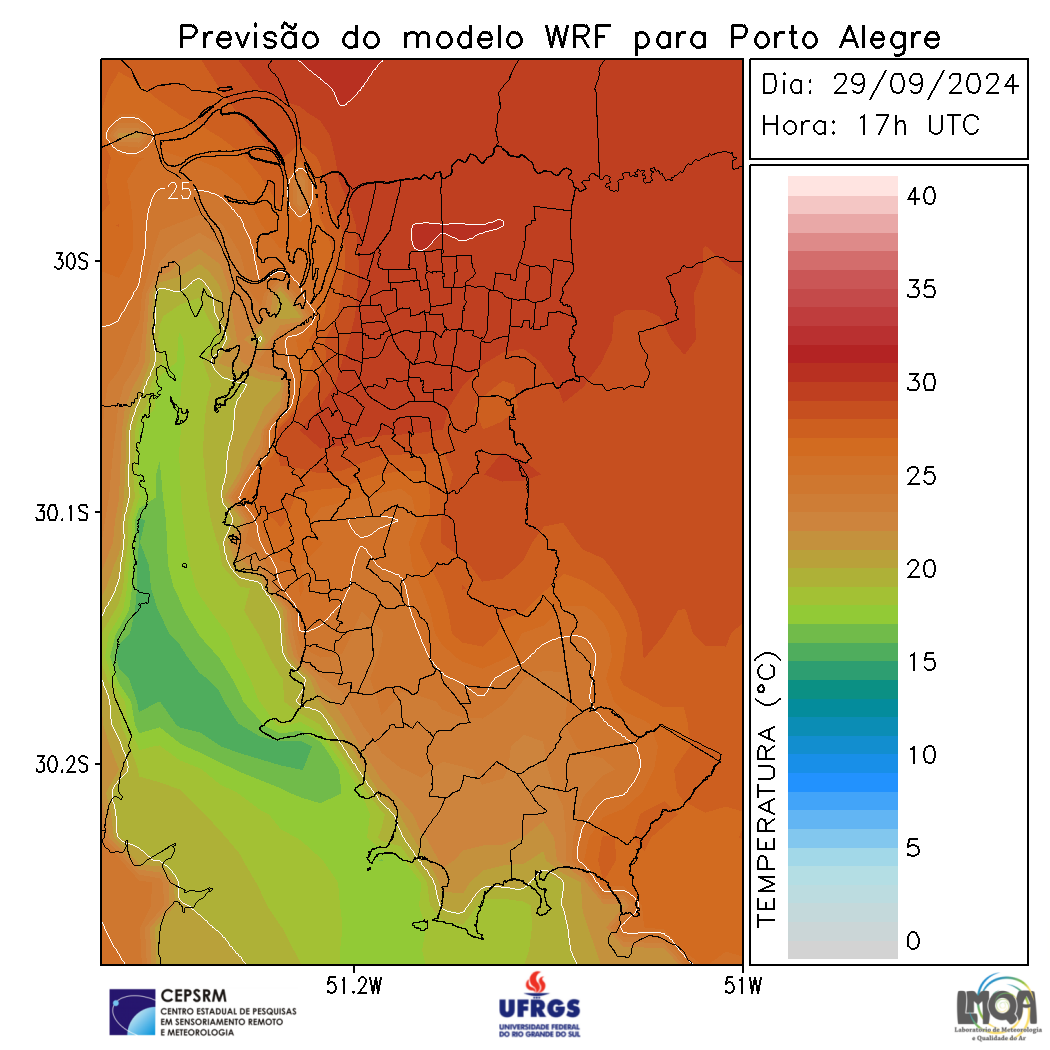 Previsão do modelo WRF para Porto Alegre
Dia: 29/09/2024
Hora: 17h UTC
25
30S
30.1S
30.2S
51.2W
51W
40
35
30
25
20
15
10
5
0
TEMPERATURA (°C)
CEPSRM
CENTRO ESTADUAL DE PESQUISAS
EM SENSORIAMENTO REMOTO
E METEOROLOGIA
UFRGS
UNIVERSIDADE FEDERAL
DO RIO GRANDE DO SUL
LMQA
Laboratório de Meteorologia
e Qualidade do Ar